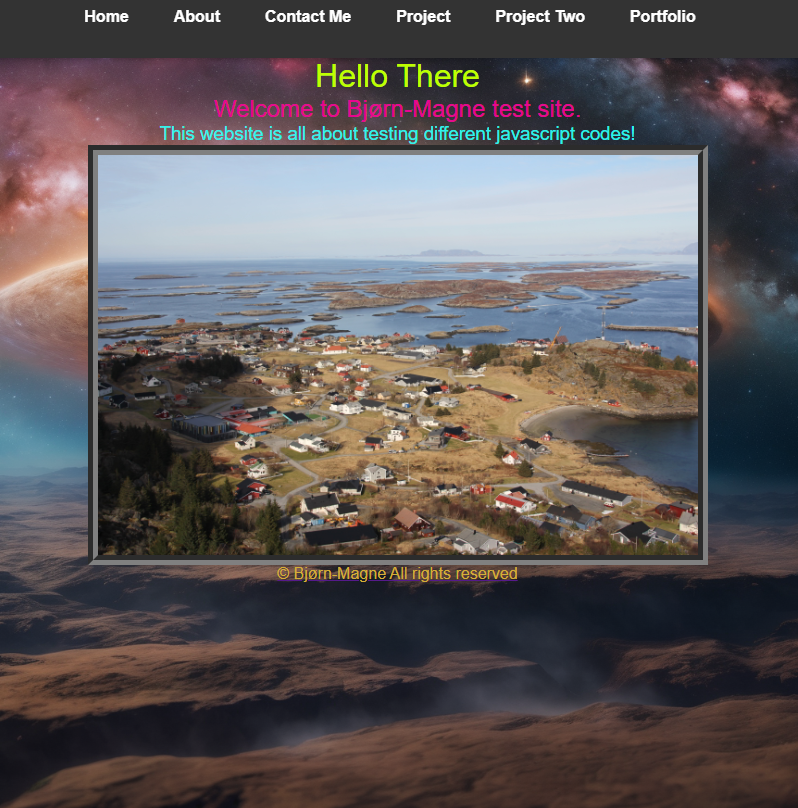 Home About Contact Me Project Project Two Portfolio
Hello There
Welcome to Bjørn-Magne test site.
This website is all about testing different javascript codes!
© Bjørn-Magne All rights reserved